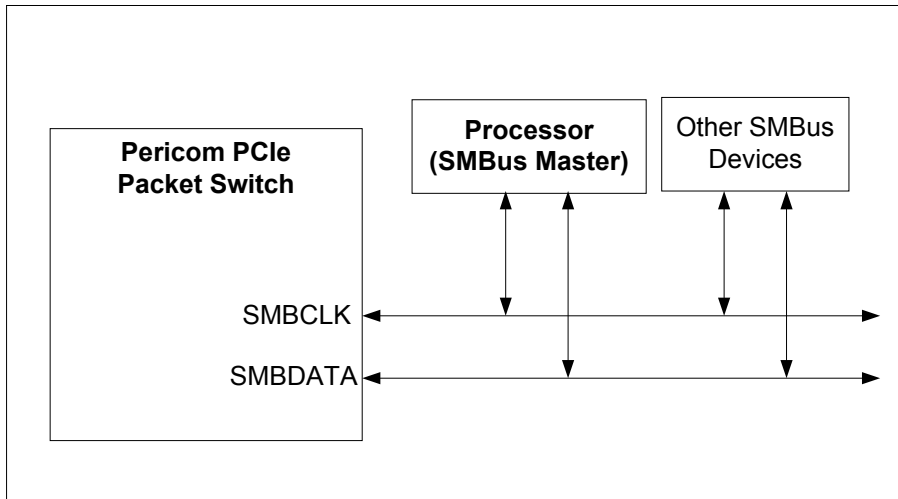 Pericom PCIe
Packet Switch
Processor
(SMBus Master)
Other SMBus
Devices
SMBCLK
SMBDATA